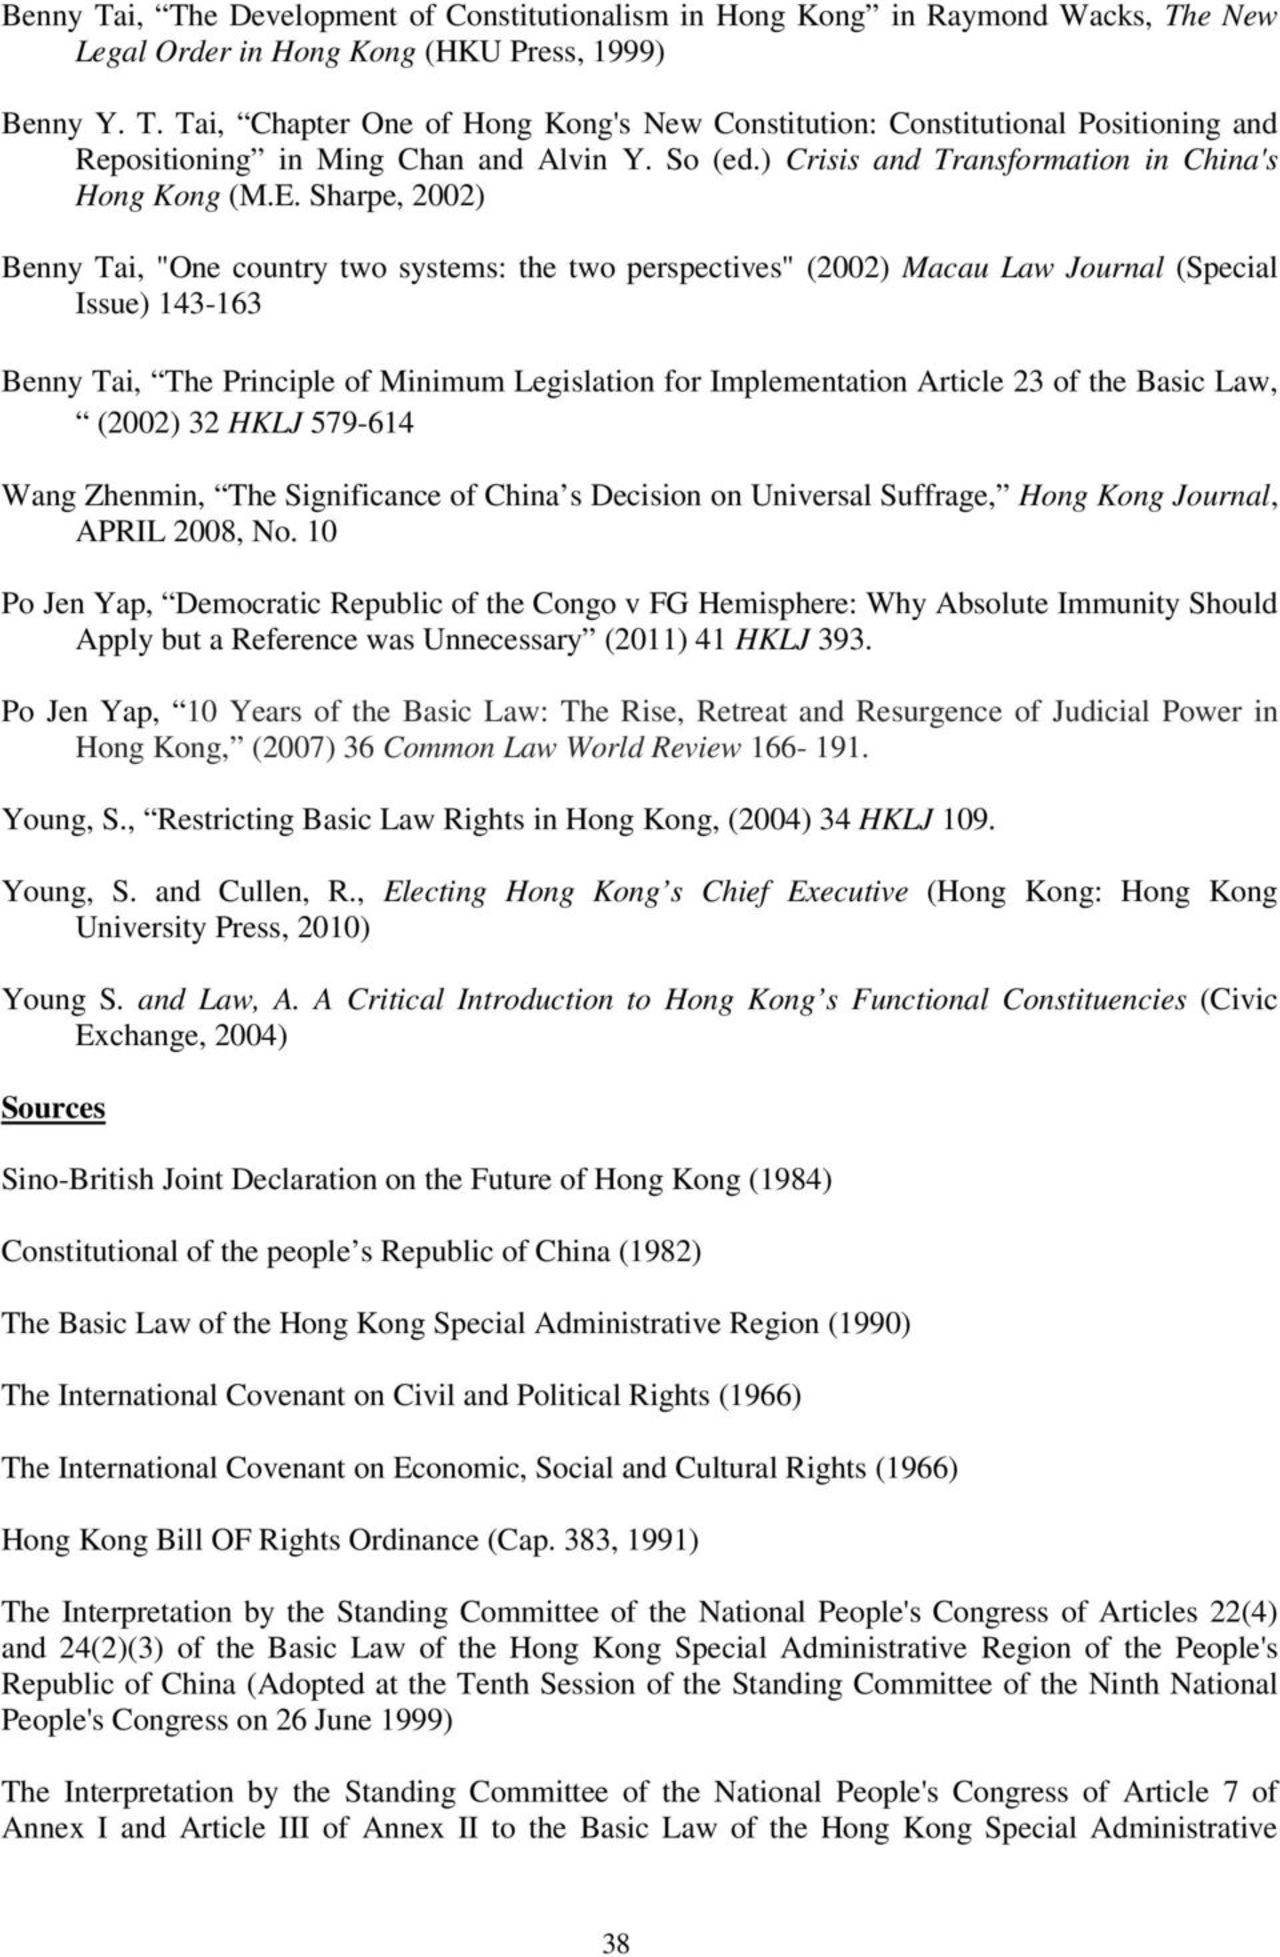 Benny Tai, “The Development of Constitutionalism in Hong Kong” in Raymond Wacks, The New
Legal Order in Hong Kong (HKU Press, 1999)
Benny Y. T. Tai, “Chapter One of Hong Kong's New Constitution: Constitutional Positioning and
Repositioning” in Ming Chan and Alvin Y. So (ed.) Crisis and Transformation in China's
Hong Kong (M.E. Sharpe, 2002)
Benny Tai, "One country two systems: the two perspectives" (2002) Macau Law Journal (Special
Issue) 143-163
Benny Tai, “The Principle of Minimum Legislation for Implementation Article 23 of the Basic Law,
“ (2002) 32 HKLJ 579-614
Wang Zhenmin, “The Significance of China’s Decision on Universal Suffrage,” Hong Kong Journal,
APRIL 2008, No. 10
Po Jen Yap, “Democratic Republic of the Congo v FG Hemisphere: Why Absolute Immunity Should
Apply but a Reference was Unnecessary” (2011) 41 HKLJ 393.
Po Jen Yap, “10 Years of the Basic Law: The Rise, Retreat and Resurgence of Judicial Power in
Hong Kong,” (2007) 36 Common Law World Review 166- 191.
Young, S., “Restricting Basic Law Rights in Hong Kong, (2004) 34 HKLJ 109.
Young, S. and Cullen, R., Electing Hong Kong’s Chief Executive (Hong Kong: Hong Kong
University Press, 2010)
Young S. and Law, A. A Critical Introduction to Hong Kong’s Functional Constituencies (Civic
Exchange, 2004)
Sources
Sino-British Joint Declaration on the Future of Hong Kong (1984)
Constitutional of the people’s Republic of China (1982)
The Basic Law of the Hong Kong Special Administrative Region (1990)
The International Covenant on Civil and Political Rights (1966)
The International Covenant on Economic, Social and Cultural Rights (1966)
Hong Kong Bill OF Rights Ordinance (Cap. 383, 1991)
The Interpretation by the Standing Committee of the National People's Congress of Articles 22(4)
and 24(2)(3) of the Basic Law of the Hong Kong Special Administrative Region of the People's
Republic of China (Adopted at the Tenth Session of the Standing Committee of the Ninth National
People's Congress on 26 June 1999)
The Interpretation by the Standing Committee of the National People's Congress of Article 7 of
Annex I and Article III of Annex II to the Basic Law of the Hong Kong Special Administrative
38